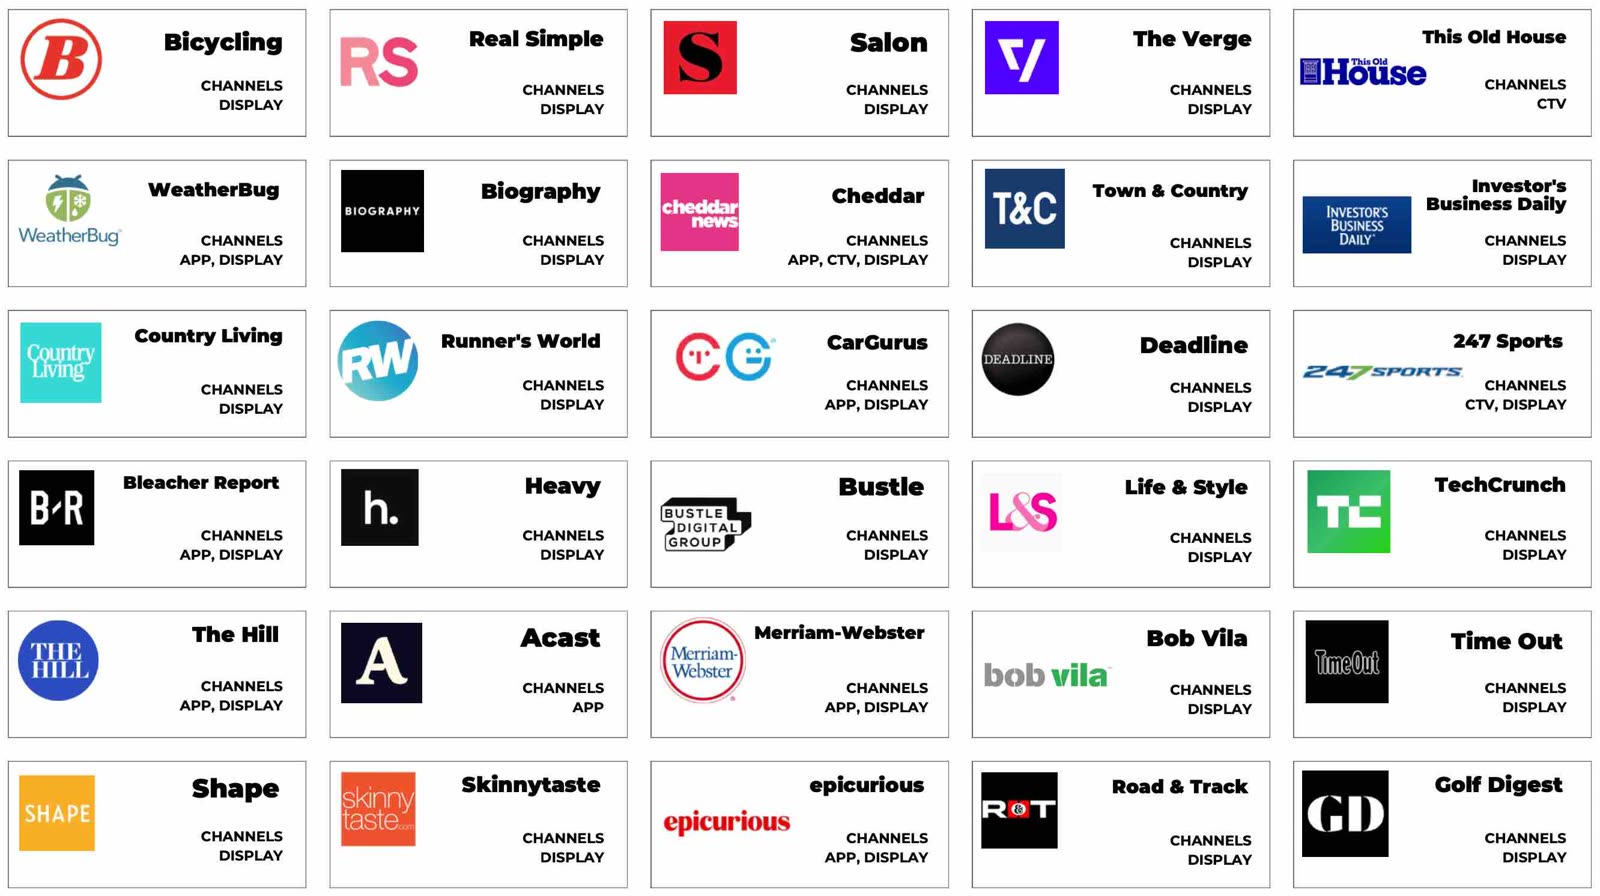 B
Bicycling
CHANNELS
DISPLAY
RS
Real Simple
CHANNELS
DISPLAY
S
Salon
CHANNELS
DISPLAY
The Verge
CHANNELS
DISPLAY
This Old
House
This Old House
CHANNELS
CTV
WeatherBug
WeatherBug
CHANNELS
APP, DISPLAY
BIOGRAPHY
Biography
CHANNELS
DISPLAY
cheddar
news
Cheddar
CHANNELS
APP, CTV, DISPLAY
T&C
Town & Country
CHANNELS
DISPLAY
INVESTOR'S
BUSINESS
DAILY
Investor's
Business Daily
CHANNELS
DISPLAY
Country
Living
Country Living
CHANNELS
DISPLAY
RW
Runner's World
CHANNELS
DISPLAY
CG
CarGurus
CHANNELS
APP, DISPLAY
DEADLINE
Deadline
CHANNELS
DISPLAY
247SPORTS
247 Sports
CHANNELS
CTV, DISPLAY
B/R
Bleacher Report
CHANNELS
APP, DISPLAY
h.
Heavy
CHANNELS
DISPLAY
BUSTLE
DIGITAL
GROUP
Bustle
CHANNELS
DISPLAY
L&S
Life & Style
CHANNELS
DISPLAY
TC
TechCrunch
CHANNELS
DISPLAY
THE
HILL
The Hill
CHANNELS
APP, DISPLAY
A
Acast
CHANNELS
APP
Merriam-
Webster
Merriam-Webster
CHANNELS
APP, DISPLAY
bob vila
Bob Vila
CHANNELS
DISPLAY
TimeOut
Time Out
CHANNELS
DISPLAY
SHAPE
Shape
CHANNELS
DISPLAY
skinny
taste.com
Skinnytaste
CHANNELS
DISPLAY
epicurious
epicurious
CHANNELS
APP, DISPLAY
R&T
Road & Track
CHANNELS
DISPLAY
GD
Golf Digest
CHANNELS
DISPLAY